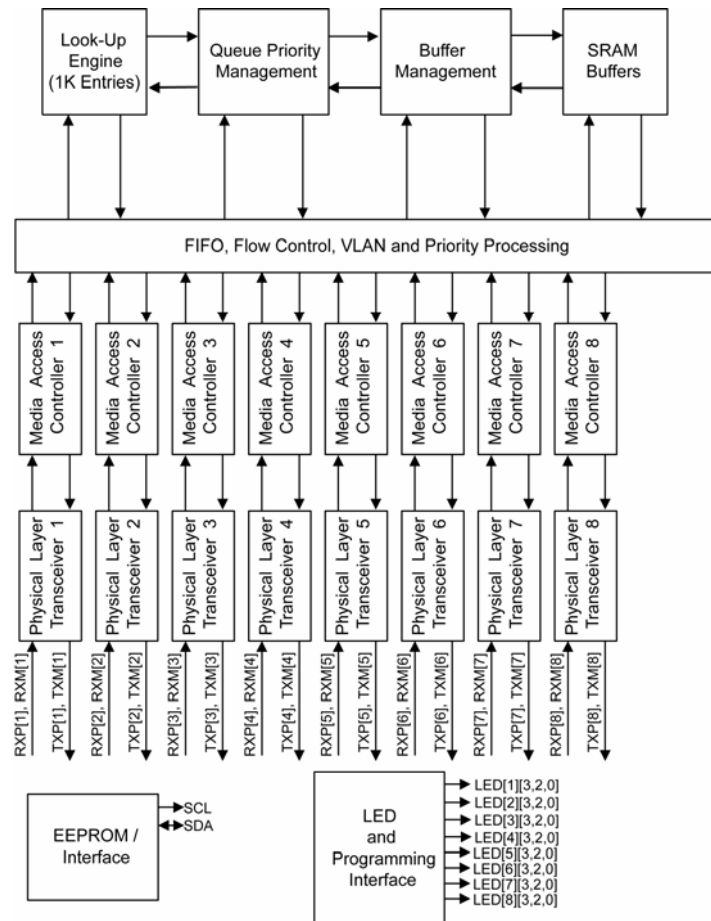 Look-Up
Engine
(1K Entries)
Queue Priority
Management
Buffer
Management
SRAM
Buffers
FIFO, Flow Control, VLAN and Priority Processing
Media Access
Controller 1
Media Access
Controller 2
Media Access
Controller 3
Media Access
Controller 4
Media Access
Controller 5
Media Access
Controller 6
Media Access
Controller 7
Media Access
Controller 8
Physical Layer
Transceiver 1
Physical Layer
Transceiver 2
Physical Layer
Transceiver 3
Physical Layer
Transceiver 4
Physical Layer
Transceiver 5
Physical Layer
Transceiver 6
Physical Layer
Transceiver 7
Physical Layer
Transceiver 8
RXP[1], RXM[1]
TXP[1], TXM[1]
RXP[2], RXM[2]
TXP[2], TXM[2]
RXP[3], RXM[3]
TXP[3], TXM[3]
RXP[4], RXM[4]
TXP[4], TXM[4]
RXP[5], RXM[5]
TXP[5], TXM[5]
RXP[6], RXM[6]
TXP[6], TXM[6]
RXP[7], RXM[7]
TXP[7], TXM[7]
RXP[8], RXM[8]
TXP[8], TXM[8]
EEPROM /
Interface
SCL
SDA
LED
and
Programming
Interface
LED[1][3,2,0]
LED[2][3,2,0]
LED[3][3,2,0]
LED[4][3,2,0]
LED[5][3,2,0]
LED[6][3,2,0]
LED[7][3,2,0]
LED[8][3,2,0]